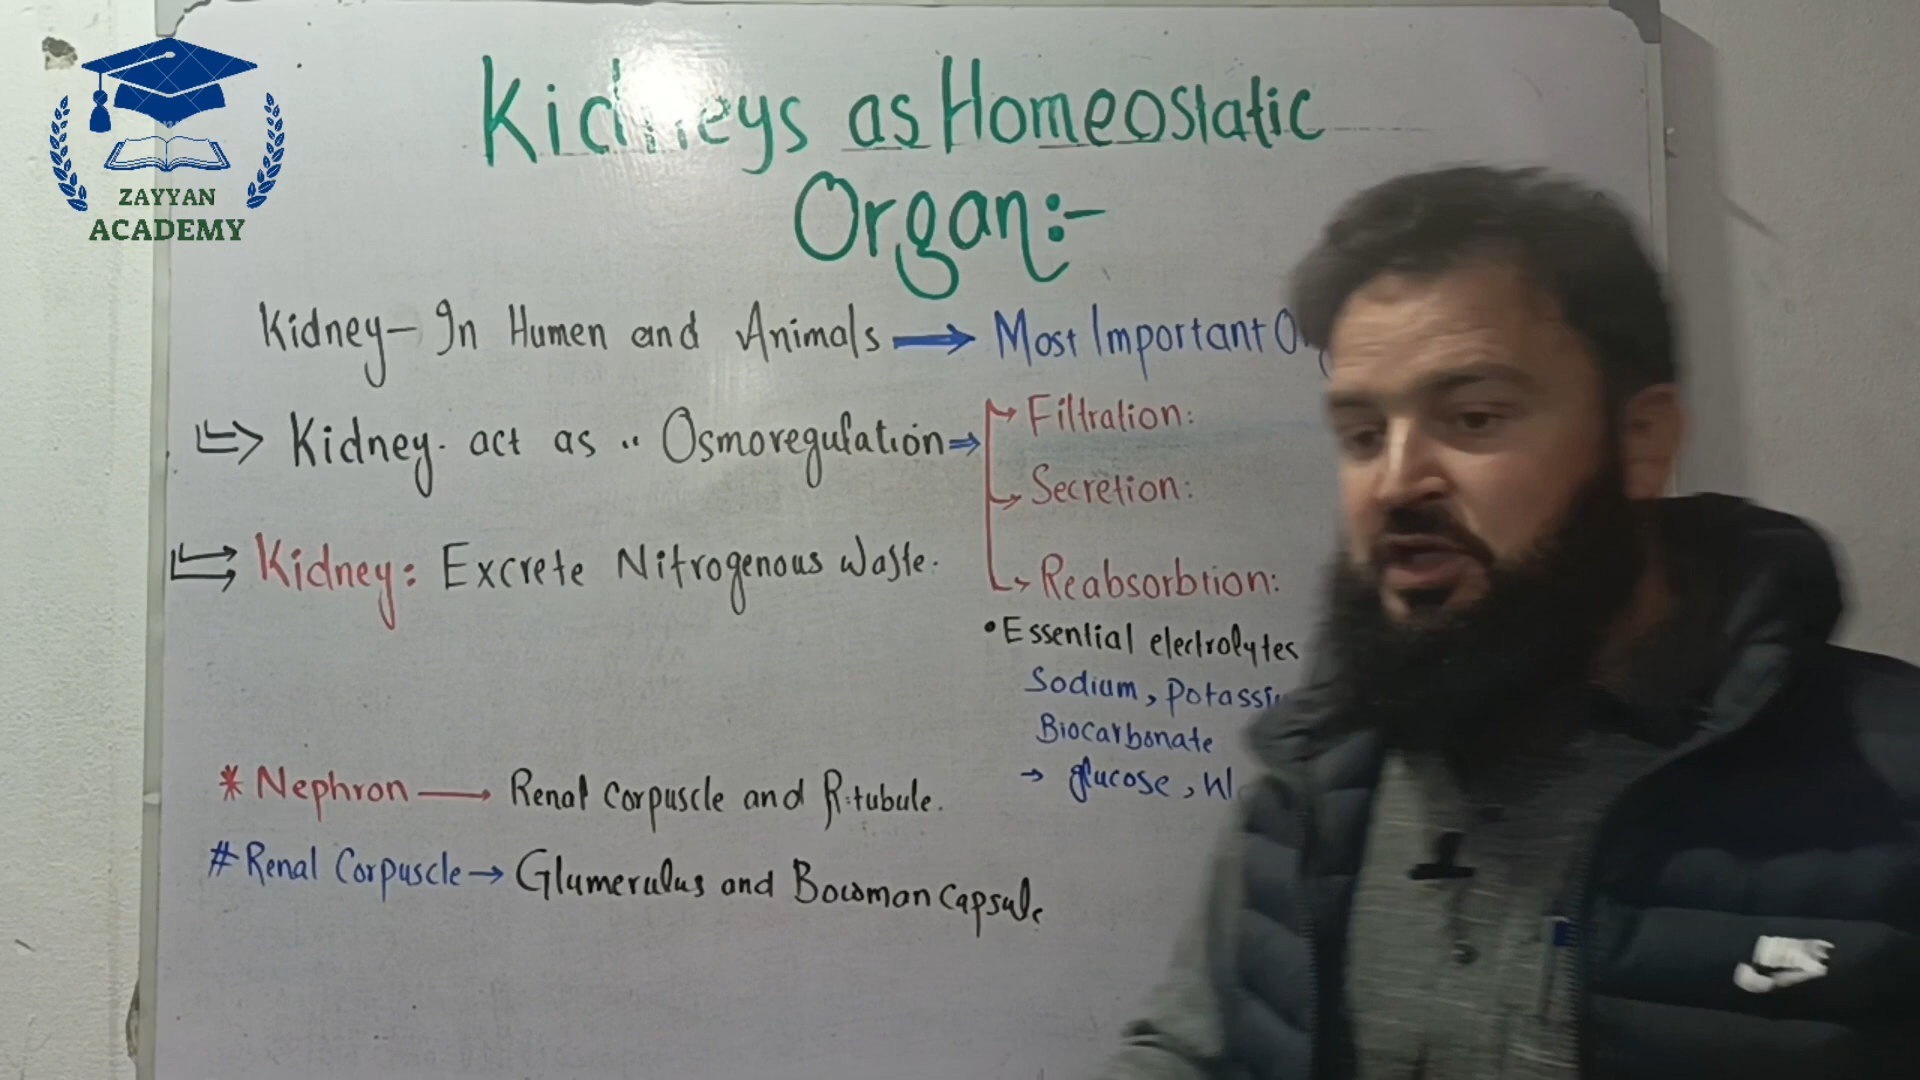 ZAYYAN
ACADEMY
Kidneys as Homeostatic
Organ:-
Kidney - In Humen and Animals → Most Important
⇒ Kidney. act as " Osmoregulation ⇒
→ Filtration:
→ Secretion:
→ Reabsorbtion:
⇒ Kidney: Excrete Nitrogenous Waste.
• Essential electrolytes
Sodium, Potassi
Biocarbonate
→ glucose,
* Nephron → Renal Corpuscle and R.tubule.
# Renal Corpuscle → Glumerulus and Bowman Capsule